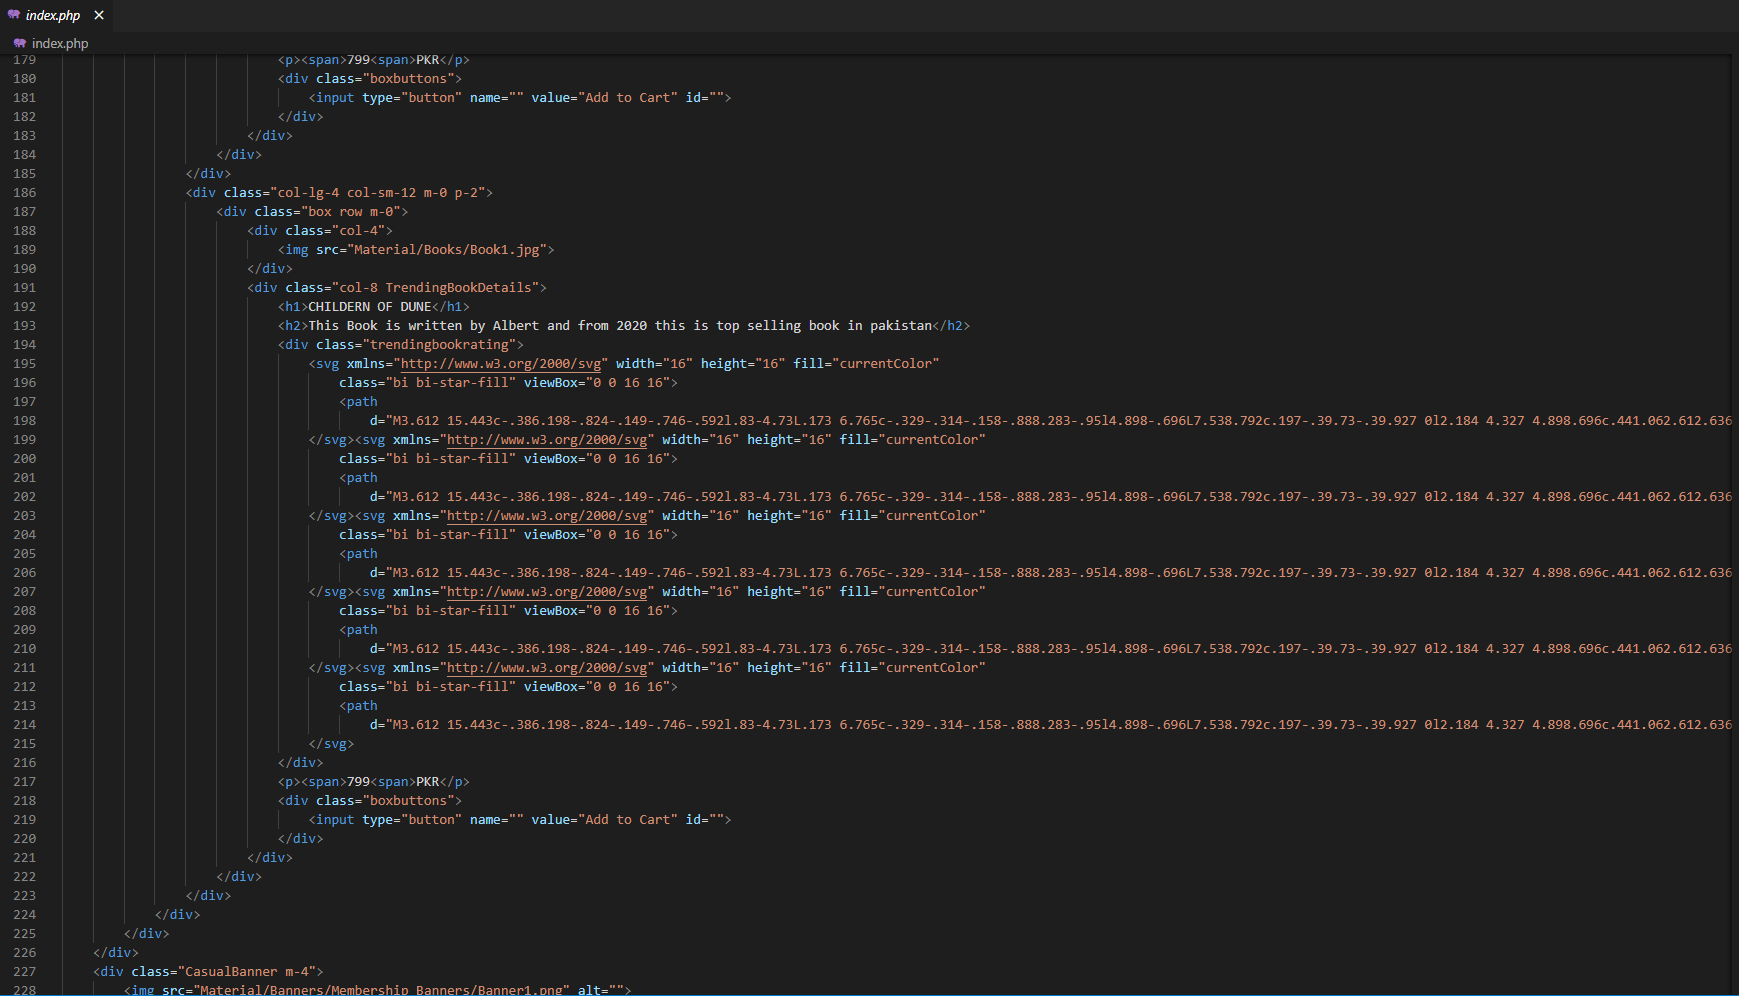 index.php ×
index.php
179 <p><span>799<span>PKR</p>
180 <div class="boxbuttons">
181 <input type="button" name="" value="Add to Cart" id="">
182 </div>
183 </div>
184 </div>
185 </div>
186 <div class="col-lg-4 col-sm-12 m-0 p-2">
187 <div class="box row m-0">
188 <div class="col-4">
189 <img src="Material/Books/Book1.jpg">
190 </div>
191 <div class="col-8 TrendingBookDetails">
192 <h1>CHILDERN OF DUNE</h1>
193 <h2>This Book is written by Albert and from 2020 this is top selling book in pakistan</h2>
194 <div class="trendingbookrating">
195 <svg xmlns="http://www.w3.org/2000/svg" width="16" height="16" fill="currentColor"
196 class="bi bi-star-fill" viewBox="0 0 16 16">
197 <path
198 d="M3.612 15.443c-.386.198-.824-.149-.746-.592l.83-4.73L.173 6.765c-.329-.314-.158-.888.283-.95l4.898-.696L7.538.792c.197-.39.73-.39.927 0l2.184 4.327 4.898.696c.441.062.612.636
199 </svg><svg xmlns="http://www.w3.org/2000/svg" width="16" height="16" fill="currentColor"
200 class="bi bi-star-fill" viewBox="0 0 16 16">
201 <path
202 d="M3.612 15.443c-.386.198-.824-.149-.746-.592l.83-4.73L.173 6.765c-.329-.314-.158-.888.283-.95l4.898-.696L7.538.792c.197-.39.73-.39.927 0l2.184 4.327 4.898.696c.441.062.612.636
203 </svg><svg xmlns="http://www.w3.org/2000/svg" width="16" height="16" fill="currentColor"
204 class="bi bi-star-fill" viewBox="0 0 16 16">
205 <path
206 d="M3.612 15.443c-.386.198-.824-.149-.746-.592l.83-4.73L.173 6.765c-.329-.314-.158-.888.283-.95l4.898-.696L7.538.792c.197-.39.73-.39.927 0l2.184 4.327 4.898.696c.441.062.612.636
207 </svg><svg xmlns="http://www.w3.org/2000/svg" width="16" height="16" fill="currentColor"
208 class="bi bi-star-fill" viewBox="0 0 16 16">
209 <path
210 d="M3.612 15.443c-.386.198-.824-.149-.746-.592l.83-4.73L.173 6.765c-.329-.314-.158-.888.283-.95l4.898-.696L7.538.792c.197-.39.73-.39.927 0l2.184 4.327 4.898.696c.441.062.612.636
211 </svg><svg xmlns="http://www.w3.org/2000/svg" width="16" height="16" fill="currentColor"
212 class="bi bi-star-fill" viewBox="0 0 16 16">
213 <path
214 d="M3.612 15.443c-.386.198-.824-.149-.746-.592l.83-4.73L.173 6.765c-.329-.314-.158-.888.283-.95l4.898-.696L7.538.792c.197-.39.73-.39.927 0l2.184 4.327 4.898.696c.441.062.612.636
215 </svg>
216 </div>
217 <p><span>799<span>PKR</p>
218 <div class="boxbuttons">
219 <input type="button" name="" value="Add to Cart" id="">
220 </div>
221 </div>
222 </div>
223 </div>
224 </div>
225 </div>
226 </div>
227 <div class="CasualBanner m-4">
228 <img src="Material/Banners/Membership Banners/Banner1.png" alt="">